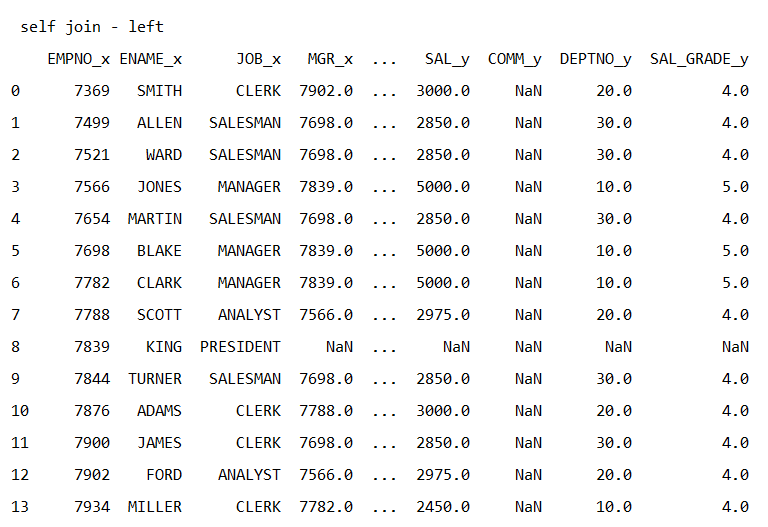 self join - left
EMPNO_x ENAME_x JOB_x MGR_x ... SAL_y COMM_y DEPTNO_y SAL_GRADE_y
0 7369 SMITH CLERK 7902.0 ... 3000.0 NaN 20.0 4.0
1 7499 ALLEN SALESMAN 7698.0 ... 2850.0 NaN 30.0 4.0
2 7521 WARD SALESMAN 7698.0 ... 2850.0 NaN 30.0 4.0
3 7566 JONES MANAGER 7839.0 ... 5000.0 NaN 10.0 5.0
4 7654 MARTIN SALESMAN 7698.0 ... 2850.0 NaN 30.0 4.0
5 7698 BLAKE MANAGER 7839.0 ... 5000.0 NaN 10.0 5.0
6 7782 CLARK MANAGER 7839.0 ... 5000.0 NaN 10.0 5.0
7 7788 SCOTT ANALYST 7566.0 ... 2975.0 NaN 20.0 4.0
8 7839 KING PRESIDENT NaN ... NaN NaN NaN NaN
9 7844 TURNER SALESMAN 7698.0 ... 2850.0 NaN 30.0 4.0
10 7876 ADAMS CLERK 7788.0 ... 3000.0 NaN 20.0 4.0
11 7900 JAMES CLERK 7698.0 ... 2850.0 NaN 30.0 4.0
12 7902 FORD ANALYST 7566.0 ... 2975.0 NaN 20.0 4.0
13 7934 MILLER CLERK 7782.0 ... 2450.0 NaN 10.0 4.0